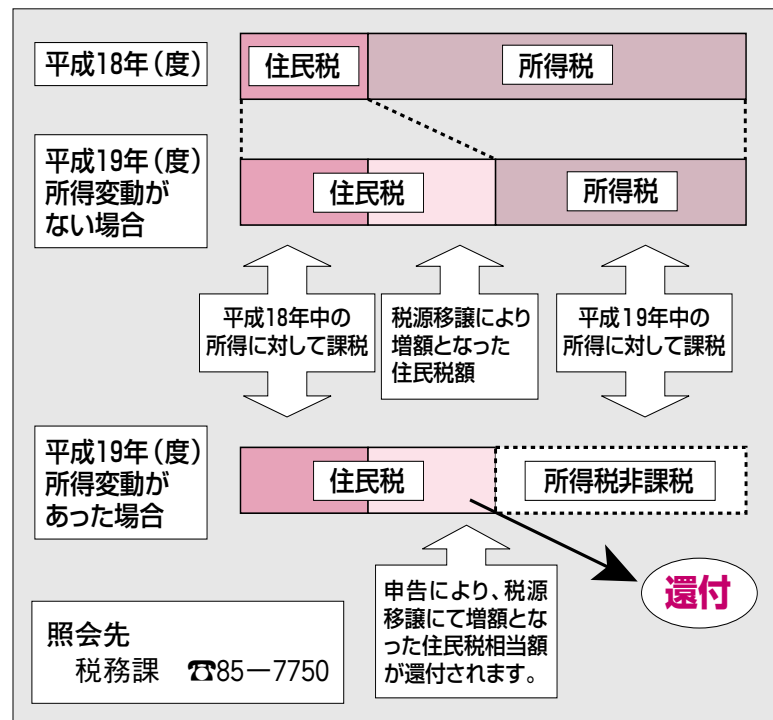 平成18年(度)
住民税
所得税
平成19年(度)
所得変動が
ない場合
住民税
所得税
平成18年中の
所得に対して課税
税源移譲により
増額となった
住民税額
平成19年中の
所得に対して課税
平成19年(度)
所得変動が
あった場合
住民税
所得税非課税
申告により、税源
移譲にて増額とな
った住民税相当額
が還付されます。
還付
照会先
税務課 ☎85−7750